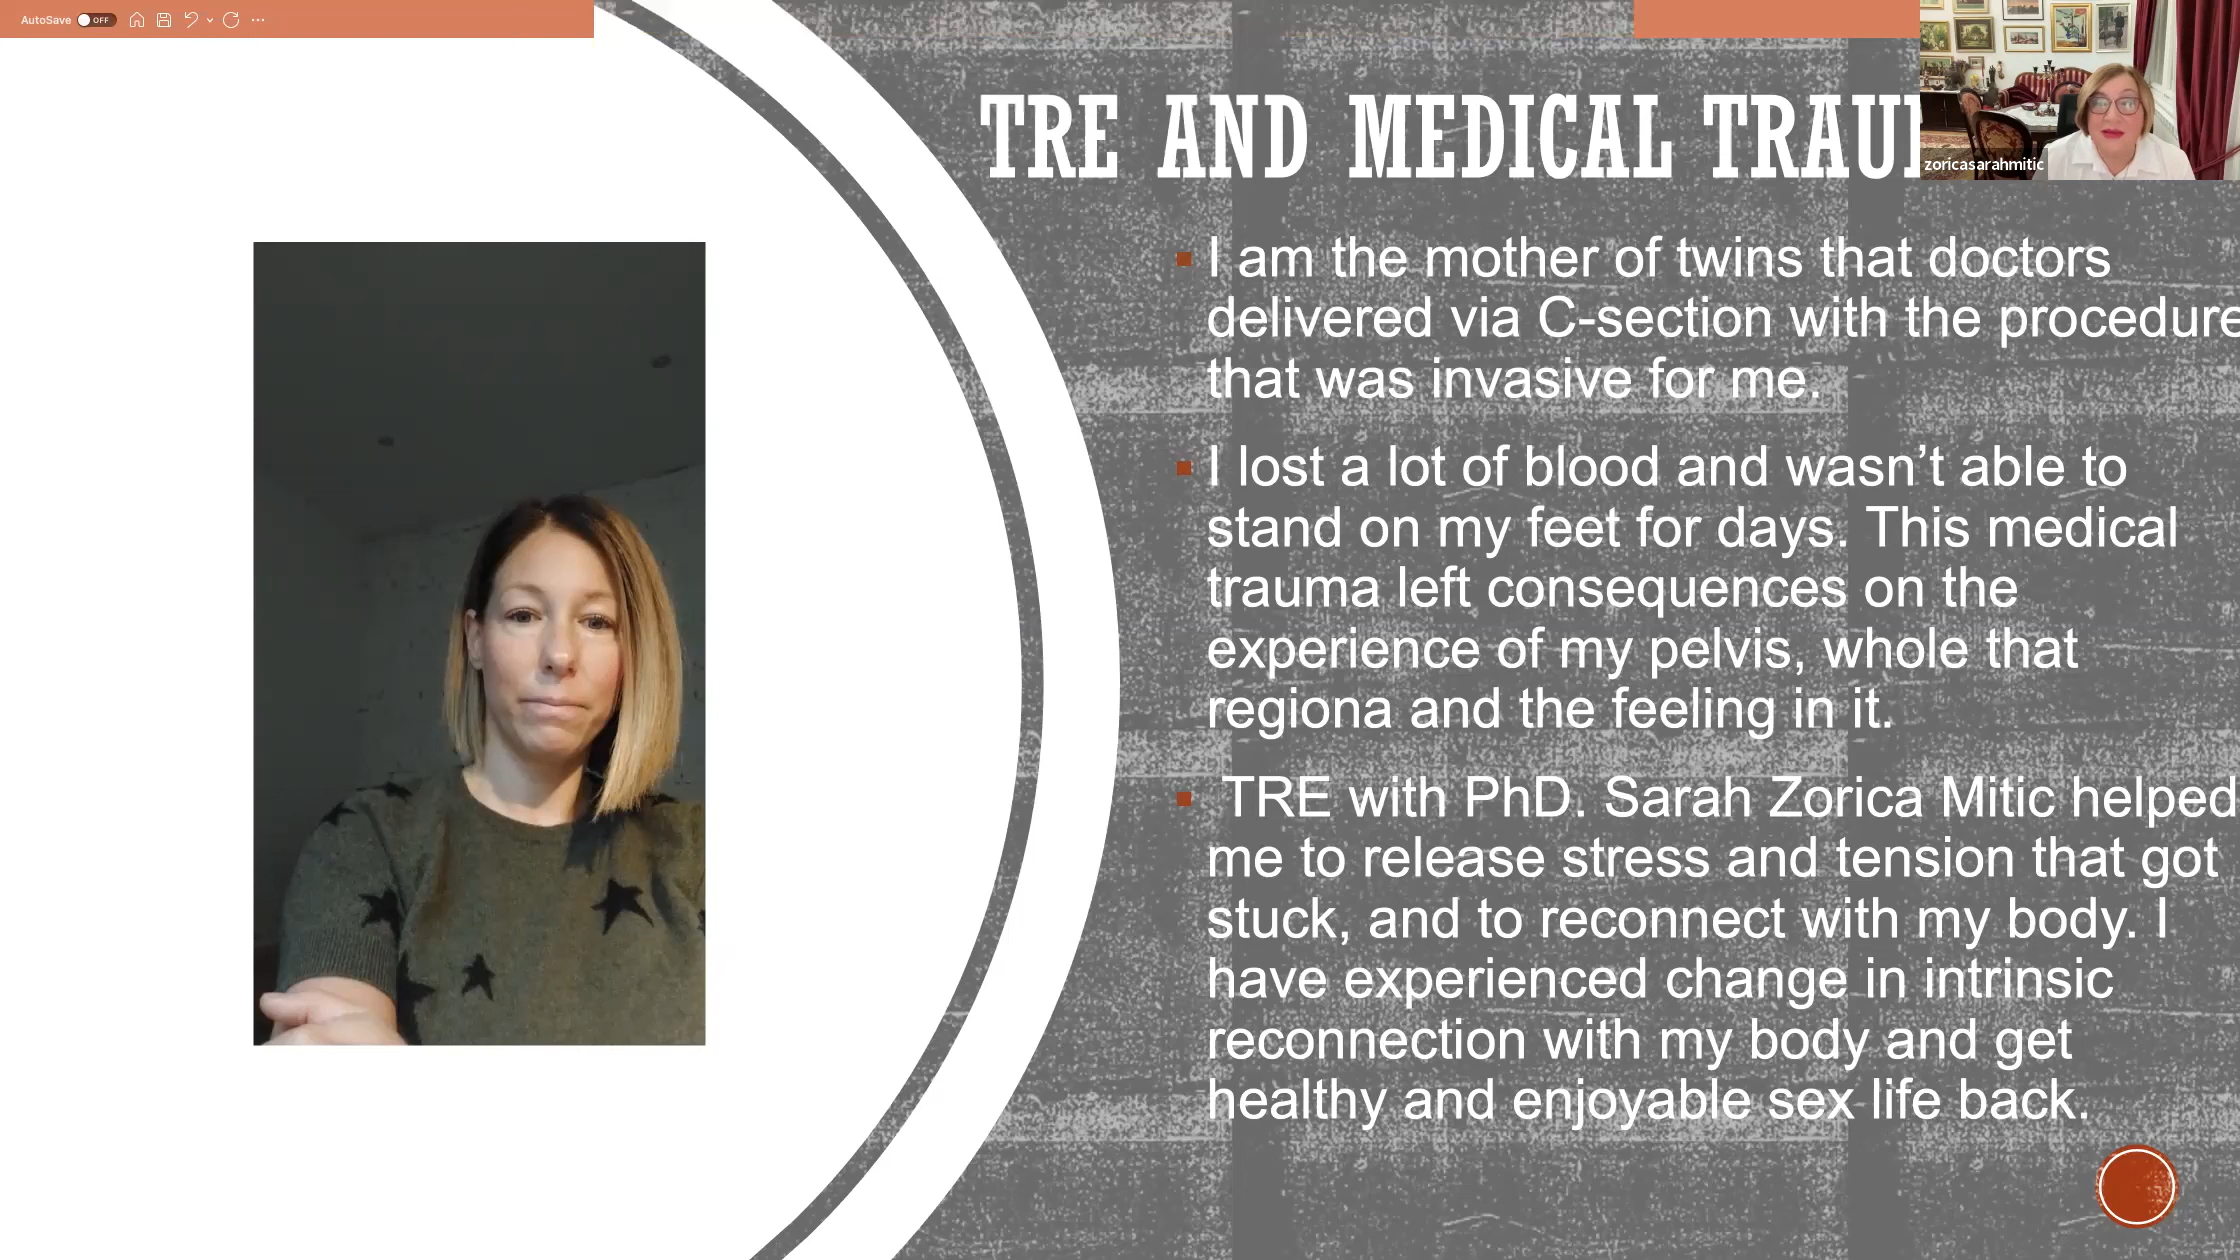 AutoSave OFF
TRE AND MEDICAL TRAU
zoricasarahmitic
I am the mother of twins that doctors
delivered via C-section with the procedure
that was invasive for me.
I lost a lot of blood and wasn’t able to
stand on my feet for days. This medical
trauma left consequences on the
experience of my pelvis, whole that
regiona and the feeling in it.
TRE with PhD. Sarah Zorica Mitic helped
me to release stress and tension that got
stuck, and to reconnect with my body. I
have experienced change in intrinsic
reconnection with my body and get
healthy and enjoyable sex life back.